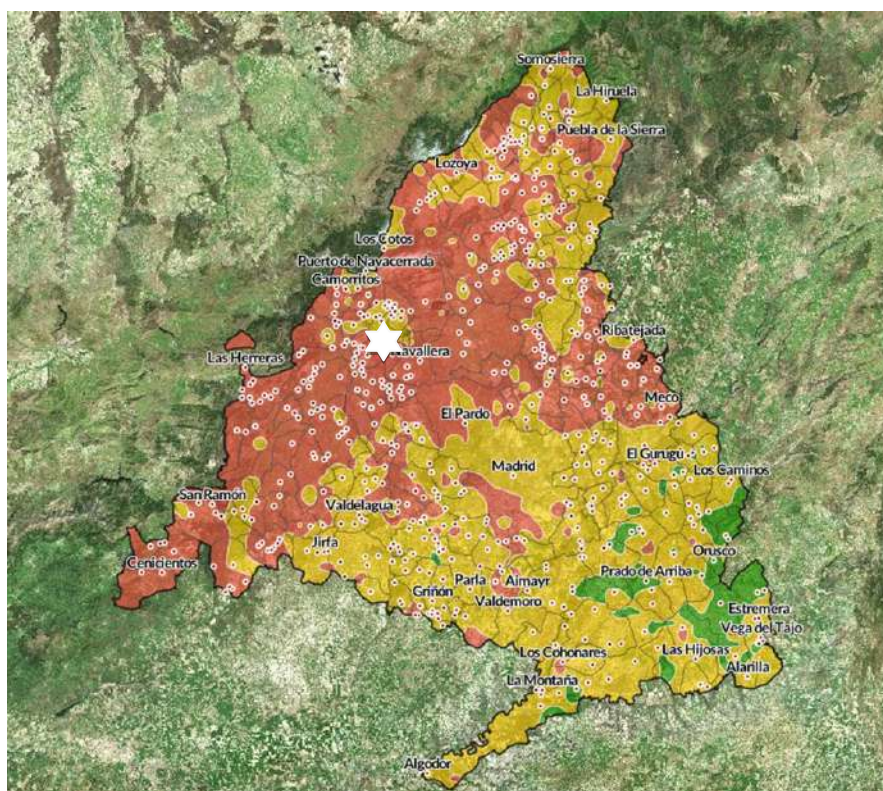 Somosierra
La Hiruela
Puebla de la Sierra
Lozoya
Los Cotos
Puerto de Navacerrada
Camorritos
Ribatejada
Navallera
Las Herreras
Meco
El Pardo
El Gurugú
Madrid
Los Caminos
San Ramón
Valdelagua
Jirfa
Orusco
Cenicientos
Prado de Arriba
Parla
Aimayr
Griñón
Valdemoro
Estremera
Vega del Tajo
Los Cohonares
Las Hijosas
Alarilla
La Montaña
Algodor